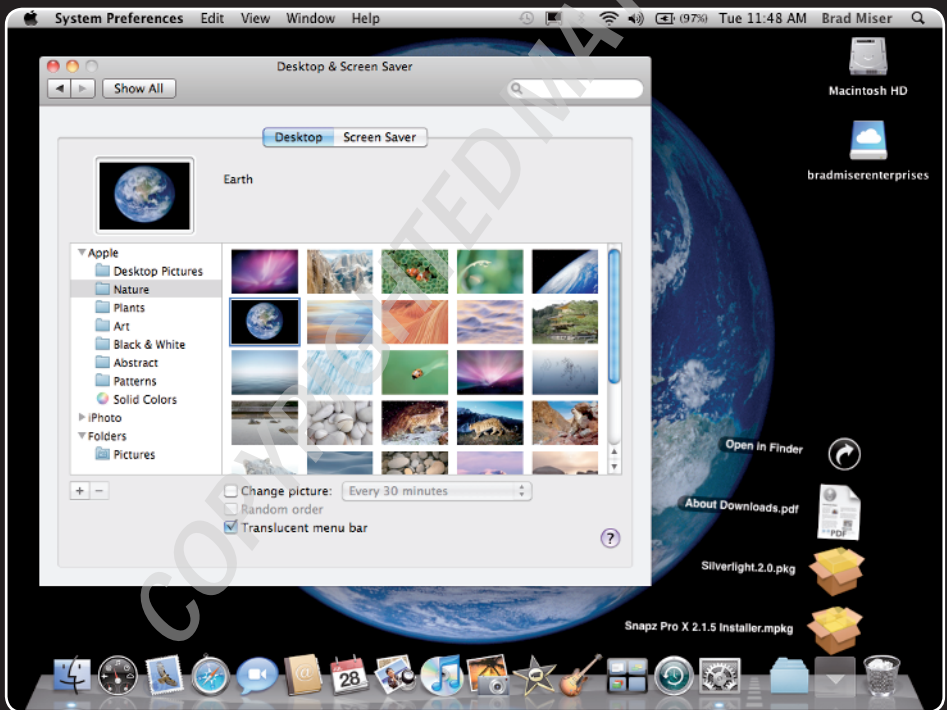 System Preferences Edit View Window Help (97%) Tue 11:48 AM Brad Miser
Desktop & Screen Saver
Show All
Desktop Screen Saver
Earth
Apple
Desktop Pictures
Nature
Plants
Art
Black & White
Abstract
Patterns
Solid Colors
iPhoto
Folders
Pictures
+ -
Change picture: Every 30 minutes
Random order
Translucent menu bar
?
Macintosh HD
bradmiserenterprises
Open in Finder
About Downloads.pdf
PDF
Silverlight.2.0.pkg
Snapz Pro X 2.1.5 Installer.mpkg
28
COPYRIGHTED MAT